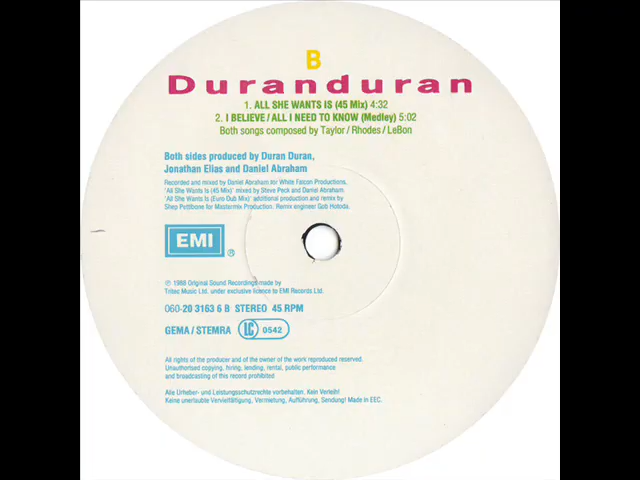 B
Duranduran
1. ALL SHE WANTS IS (45 Mix) 4:32
2. I BELIEVE / ALL I NEED TO KNOW (Medley) 5:02
Both songs composed by Taylor / Rhodes / LeBon
Both sides produced by Duran Duran,
Jonathan Elias and Daniel Abraham
Recorded and mixed by Daniel Abraham for White Falcon Productions,
'All She Wants Is (45 Mix)' mixed by Steve Peck and Daniel Abraham.
'All She Wants Is (Euro Dub Mix)' additional production and remix by
Shep Pettibone for Mastermix Production. Remix engineer Goh Hotoda.
EMI ®
℗ 1988 Original Sound Recordings made by
Tritec Music Ltd. under exclusive licence to EMI Records Ltd.
060-20 3163 6 B STEREO 45 RPM
GEMA / STEMRA LC 0542
All rights of the producer and of the owner of the work reproduced reserved.
Unauthorised copying, hiring, lending, rental, public performance
and broadcasting of this record prohibited
Alle Urheber- und Leistungsschutzrechte vorbehalten. Kein Verleih!
Keine unerlaubte Vervielfältigung, Vermietung, Aufführung, Sendung! Made in EEC.